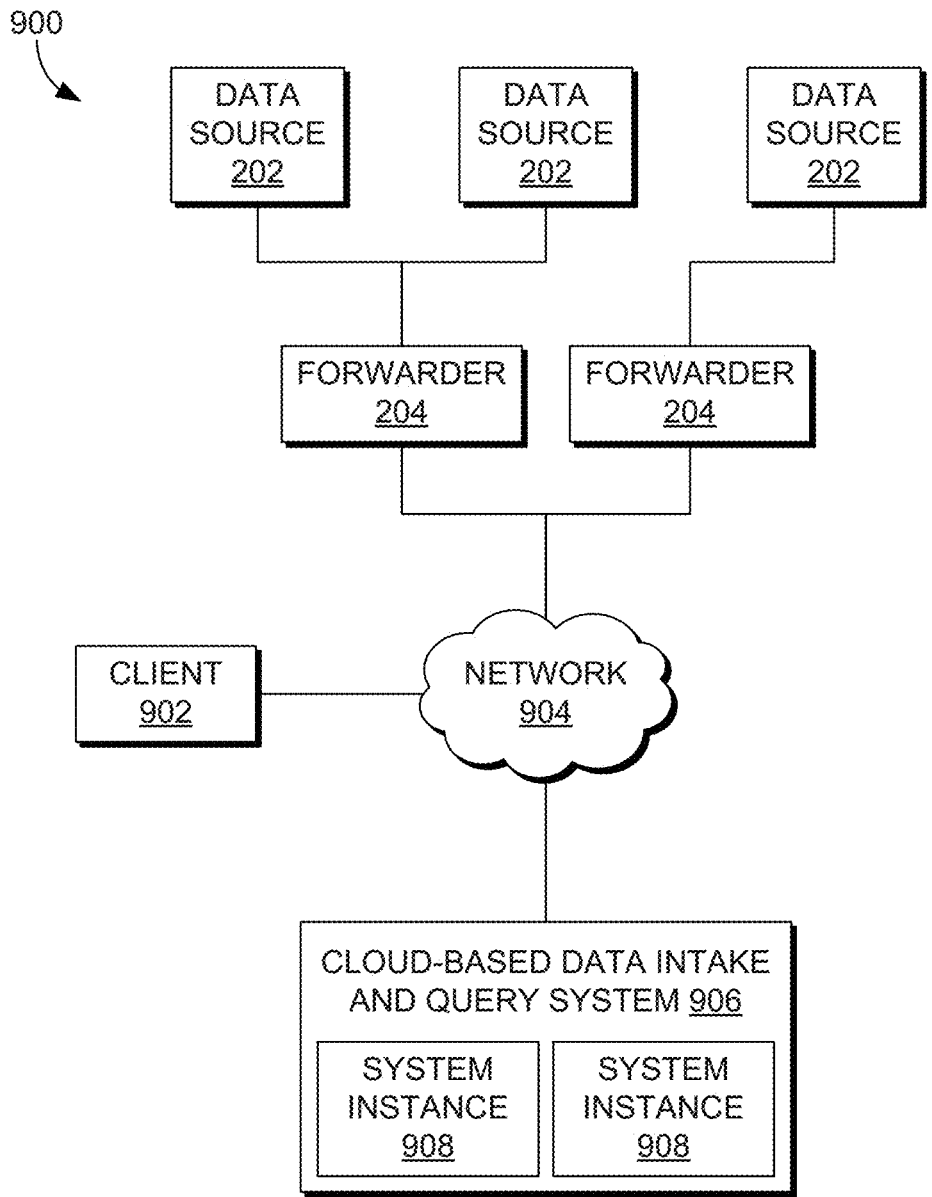 900
DATA
SOURCE
202
DATA
SOURCE
202
DATA
SOURCE
202
FORWARDER
204
FORWARDER
204
CLIENT
902
NETWORK
904
CLOUD-BASED DATA INTAKE
AND QUERY SYSTEM 906
SYSTEM
INSTANCE
908
SYSTEM
INSTANCE
908